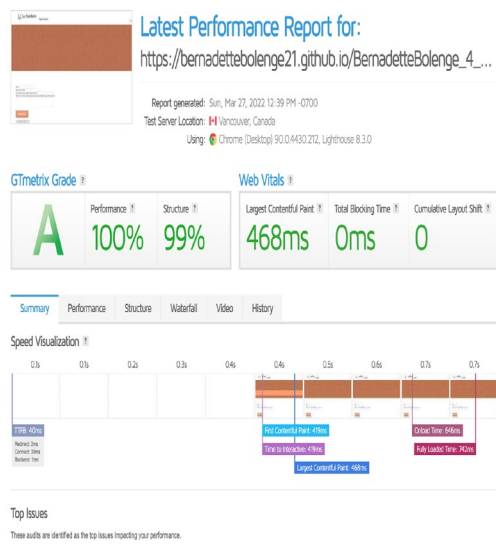 Latest Performance Report for:
https://bernadettebolenge21.github.io/BernadetteBolenge_4_...
Report generated: Sun, Mar 27, 2022 12:39 PM -0700
Test Server Location: Vancouver, Canada
Using: Chrome (Desktop) 90.0.4430.212, Lighthouse 8.3.0
GTmetrix Grade ?
Web Vitals ?
A
Performance ?
100%
Structure ?
99%
Largest Contentful Paint ?
468ms
Total Blocking Time ?
0ms
Cumulative Layout Shift ?
0
Summary Performance Structure Waterfall Video History
Speed Visualization ?
0.1s 0.1s 0.2s 0.3s 0.4s 0.4s 0.5s 0.6s 0.7s 0.7s
TTFB: 40ms
Redirect: 0ms
Connect: 39ms
Backend: 1ms
First Contentful Paint: 419ms
Time to Interactive: 419ms
Largest Contentful Paint: 468ms
Onload Time: 646ms
Fully Loaded Time: 742ms
Top Issues
These audits are identified as the top issues impacting your performance.